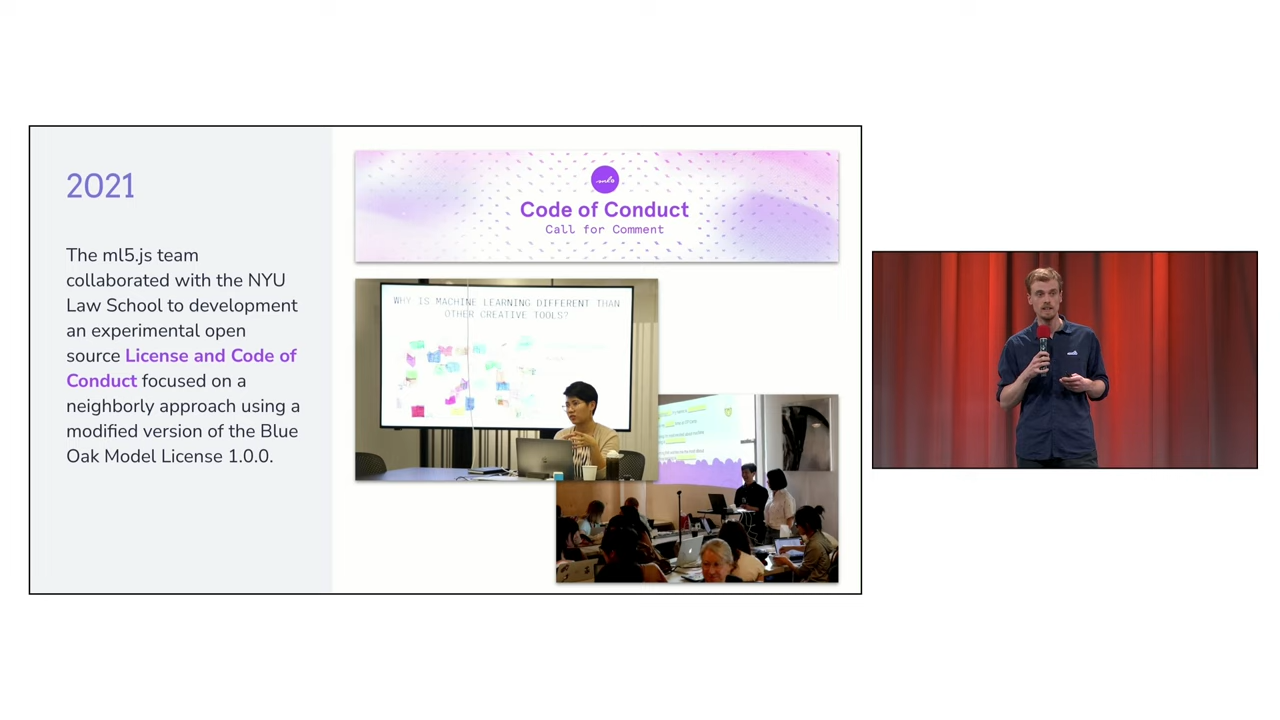 2021
The ml5.js team
collaborated with the NYU
Law School to development
an experimental open
source License and Code of
Conduct focused on a
neighborly approach using a
modified version of the Blue
Oak Model License 1.0.0.
ml5
Code of Conduct
Call for Comment
WHY IS MACHINE LEARNING DIFFERENT THAN
OTHER CREATIVE TOOLS?